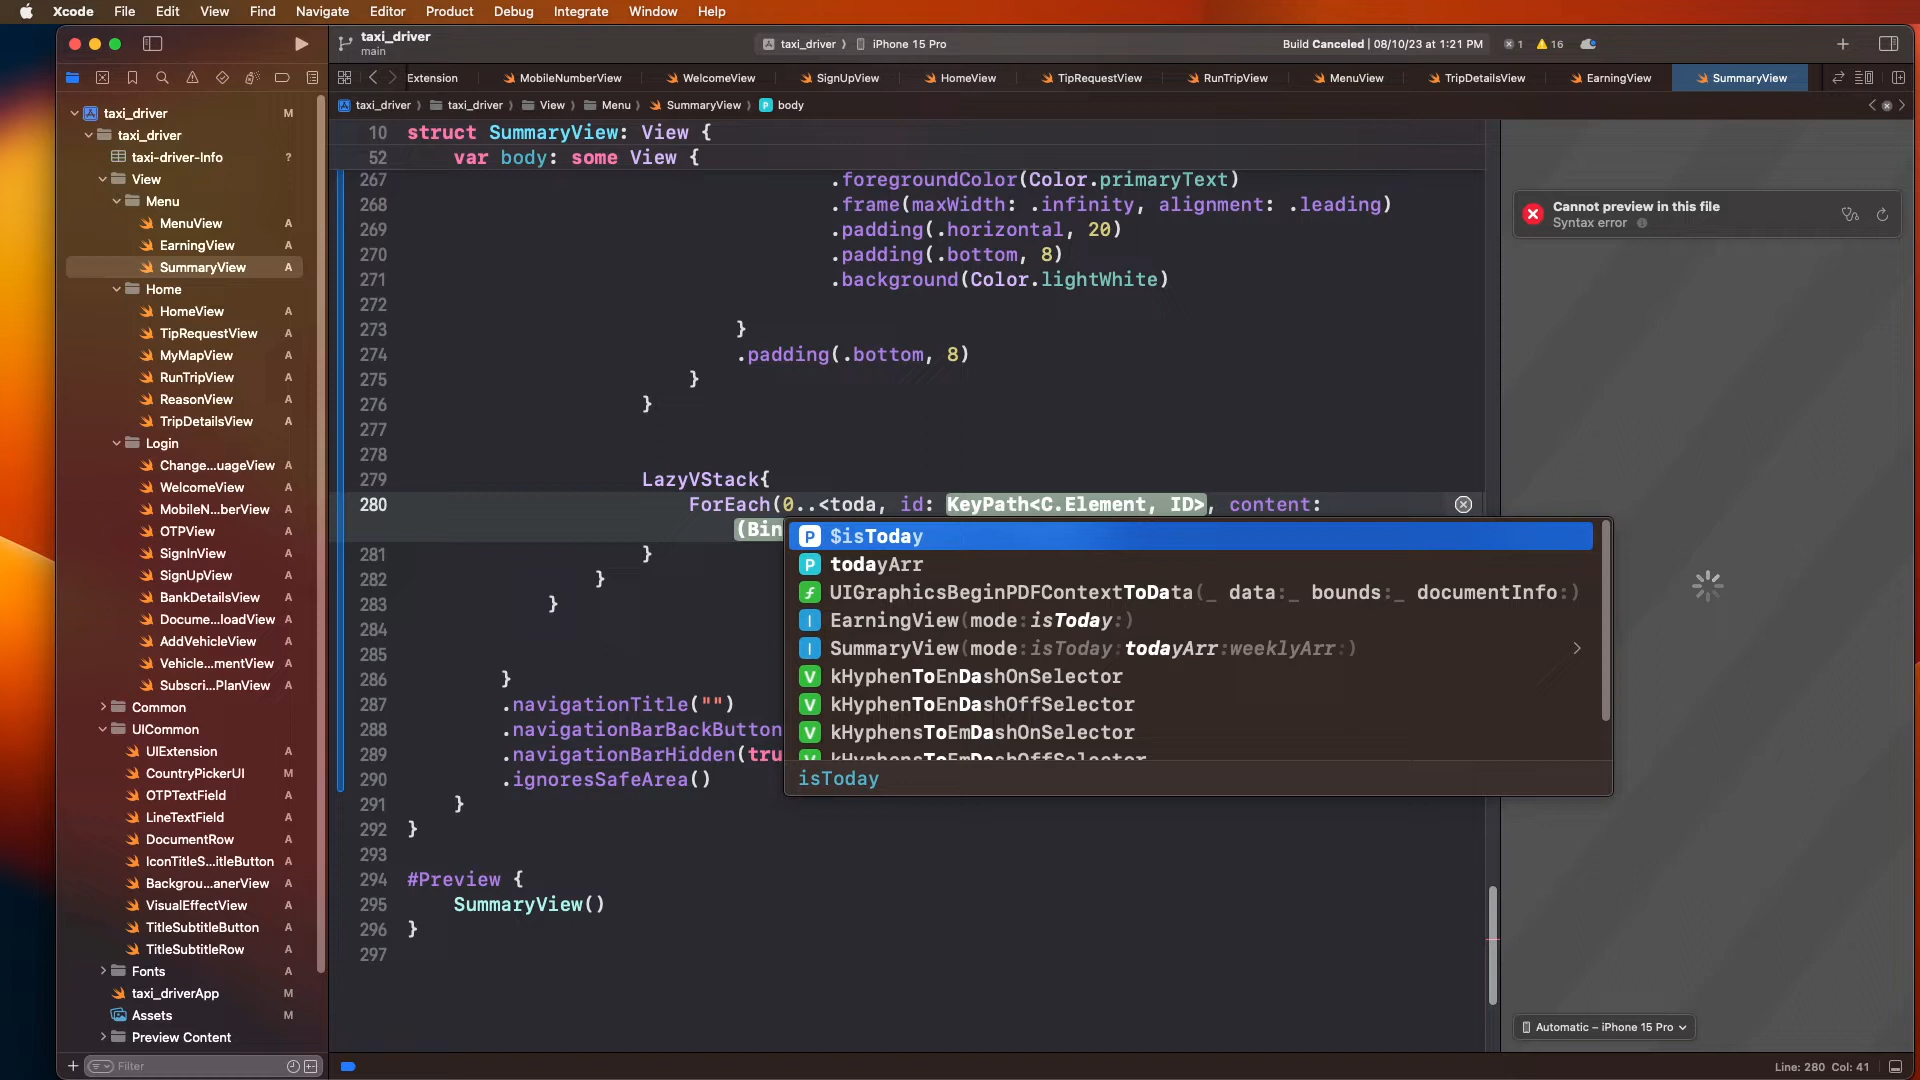 Xcode File Edit View Find Navigate Editor Product Debug Integrate Window Help
taxi_driver
main
taxi_driver iPhone 15 Pro
Build Canceled | 08/10/23 at 1:21 PM 1 16
Extension MobileNumberView WelcomeView SignUpView HomeView TipRequestView RunTripView MenuView TripDetailsView EarningView SummaryView
taxi_driver taxi_driver View Menu SummaryView body
taxi_driver M
taxi_driver
taxi-driver-Info ?
View
Menu
MenuView A
EarningView A
SummaryView A
Home
HomeView A
TipRequestView A
MyMapView A
RunTripView A
ReasonView A
TripDetailsView A
Login
Change...uageView A
WelcomeView A
MobileN...berView A
OTPView A
SignInView A
SignUpView A
BankDetailsView A
Docume...loadView A
AddVehicleView A
Vehicle...mentView A
Subscri...PlanView A
Common
UICommon
UIExtension A
CountryPickerUI M
OTPTextField A
LineTextField A
DocumentRow A
IconTitleS...itleButton A
Backgrou...anerView A
VisualEffectView A
TitleSubtitleButton A
TitleSubtitleRow A
Fonts A
taxi_driverApp M
Assets M
Preview Content
Filter
10 struct SummaryView: View {
52 var body: some View {
267 .foregroundColor(Color.primaryText)
268 .frame(maxWidth: .infinity, alignment: .leading)
269 .padding(.horizontal, 20)
270 .padding(.bottom, 8)
271 .background(Color.lightWhite)
272
273 }
274 .padding(.bottom, 8)
275 }
276 }
277
278
279 LazyVStack{
280 ForEach(0..<toda, id: KeyPath<C.Element, ID>, content:
(Bin
281 }
282 }
283 }
284
285
286 }
287 .navigationTitle("")
288 .navigationBarBackButton
289 .navigationBarHidden(tru
290 .ignoresSafeArea()
291 }
292 }
293
294 #Preview {
295 SummaryView()
296 }
297
P $isToday
P todayArr
f UIGraphicsBeginPDFContextToData(_ data:_ bounds:_ documentInfo:)
I EarningView(mode:isToday:)
I SummaryView(mode:isToday:todayArr:weeklyArr:)
V kHyphenToEnDashOnSelector
V kHyphenToEnDashOffSelector
V kHyphensToEmDashOnSelector
V kHyphensToEmDashOffSelector
isToday
Cannot preview in this file
Syntax error
Automatic – iPhone 15 Pro
Line: 280 Col: 41